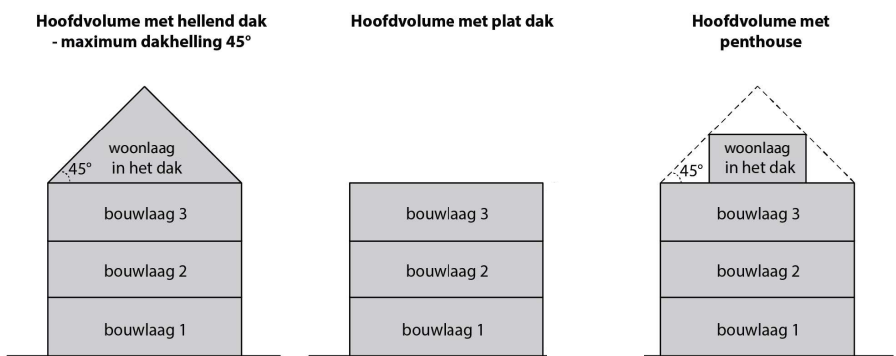 Hoofdvolume met hellend dak
- maximum dakhelling 45°
woonlaag
45° in het dak
bouwlaag 3
bouwlaag 2
bouwlaag 1
Hoofdvolume met plat dak
bouwlaag 3
bouwlaag 2
bouwlaag 1
Hoofdvolume met
penthouse
woonlaag
45° in het dak
bouwlaag 3
bouwlaag 2
bouwlaag 1